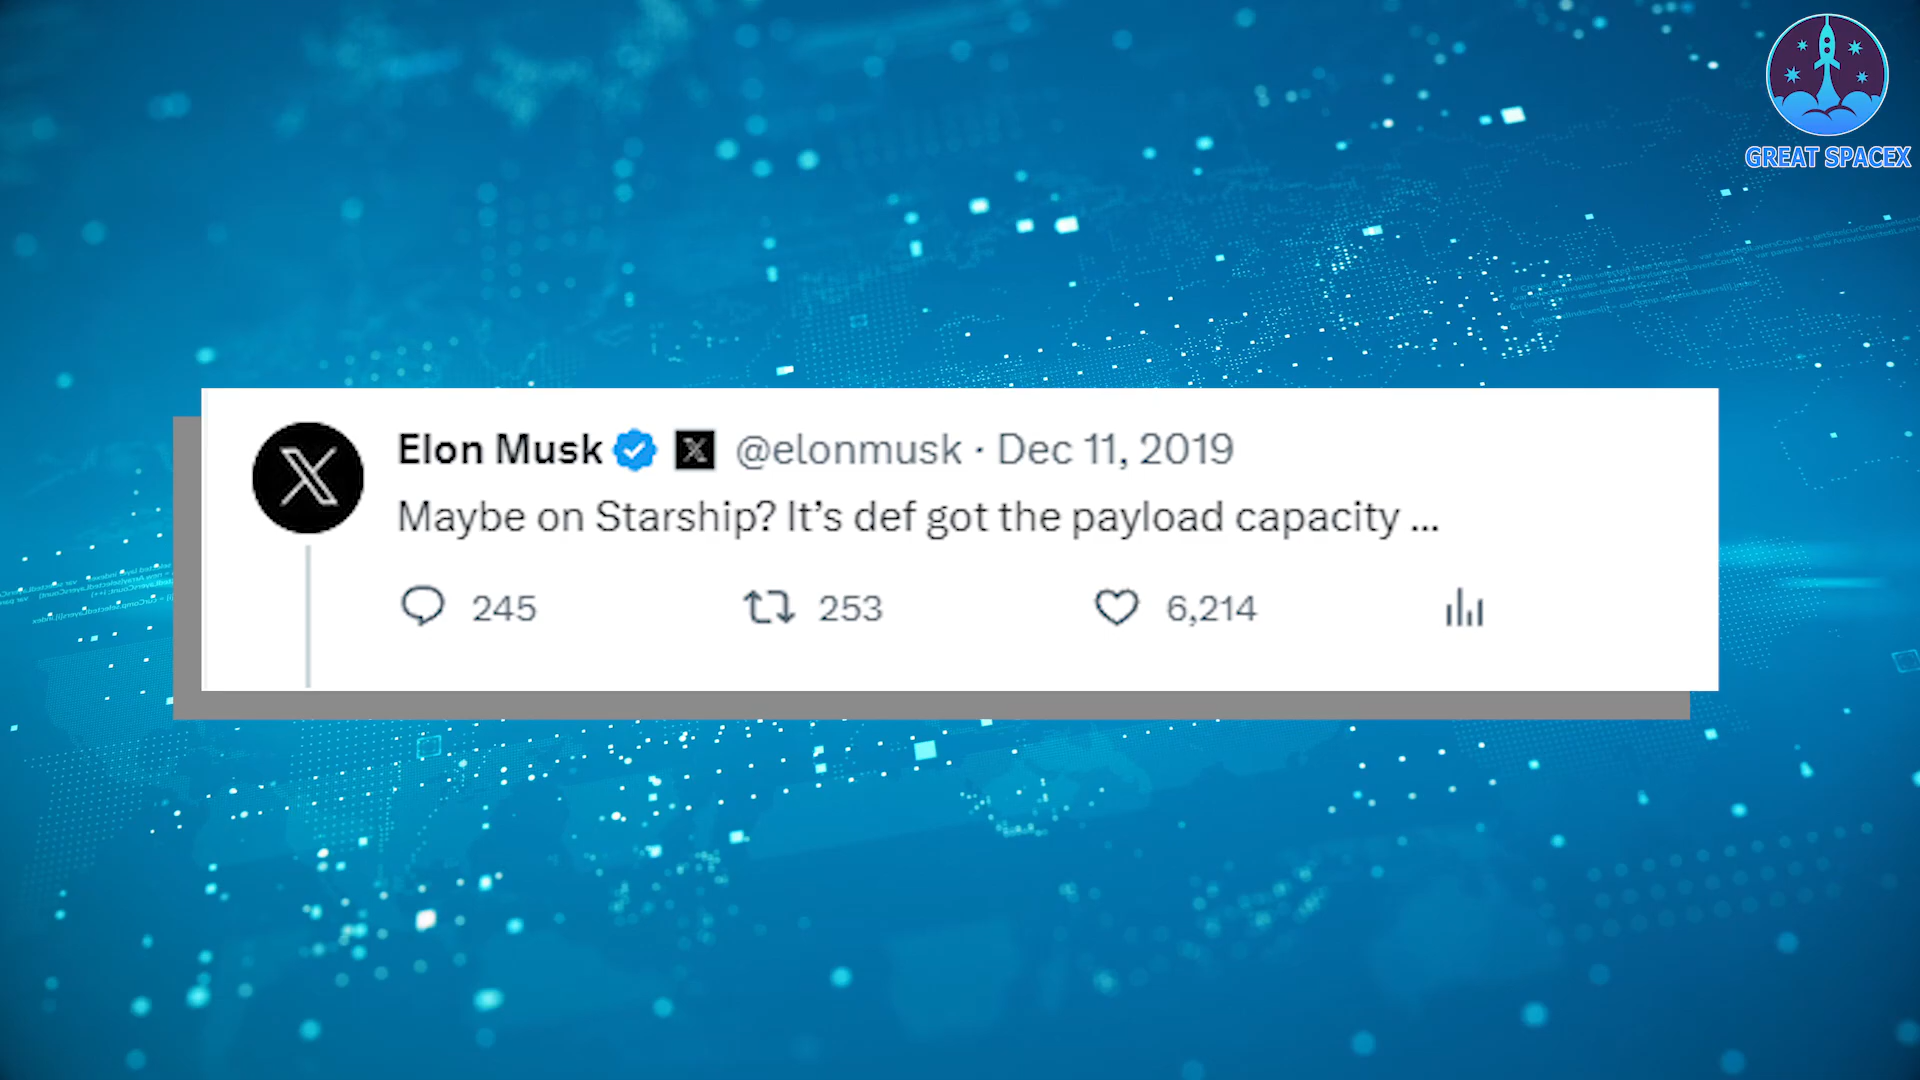 GREAT SPACEX
Elon Musk @elonmusk · Dec 11, 2019
Maybe on Starship? It’s def got the payload capacity ...
245 253 6,214